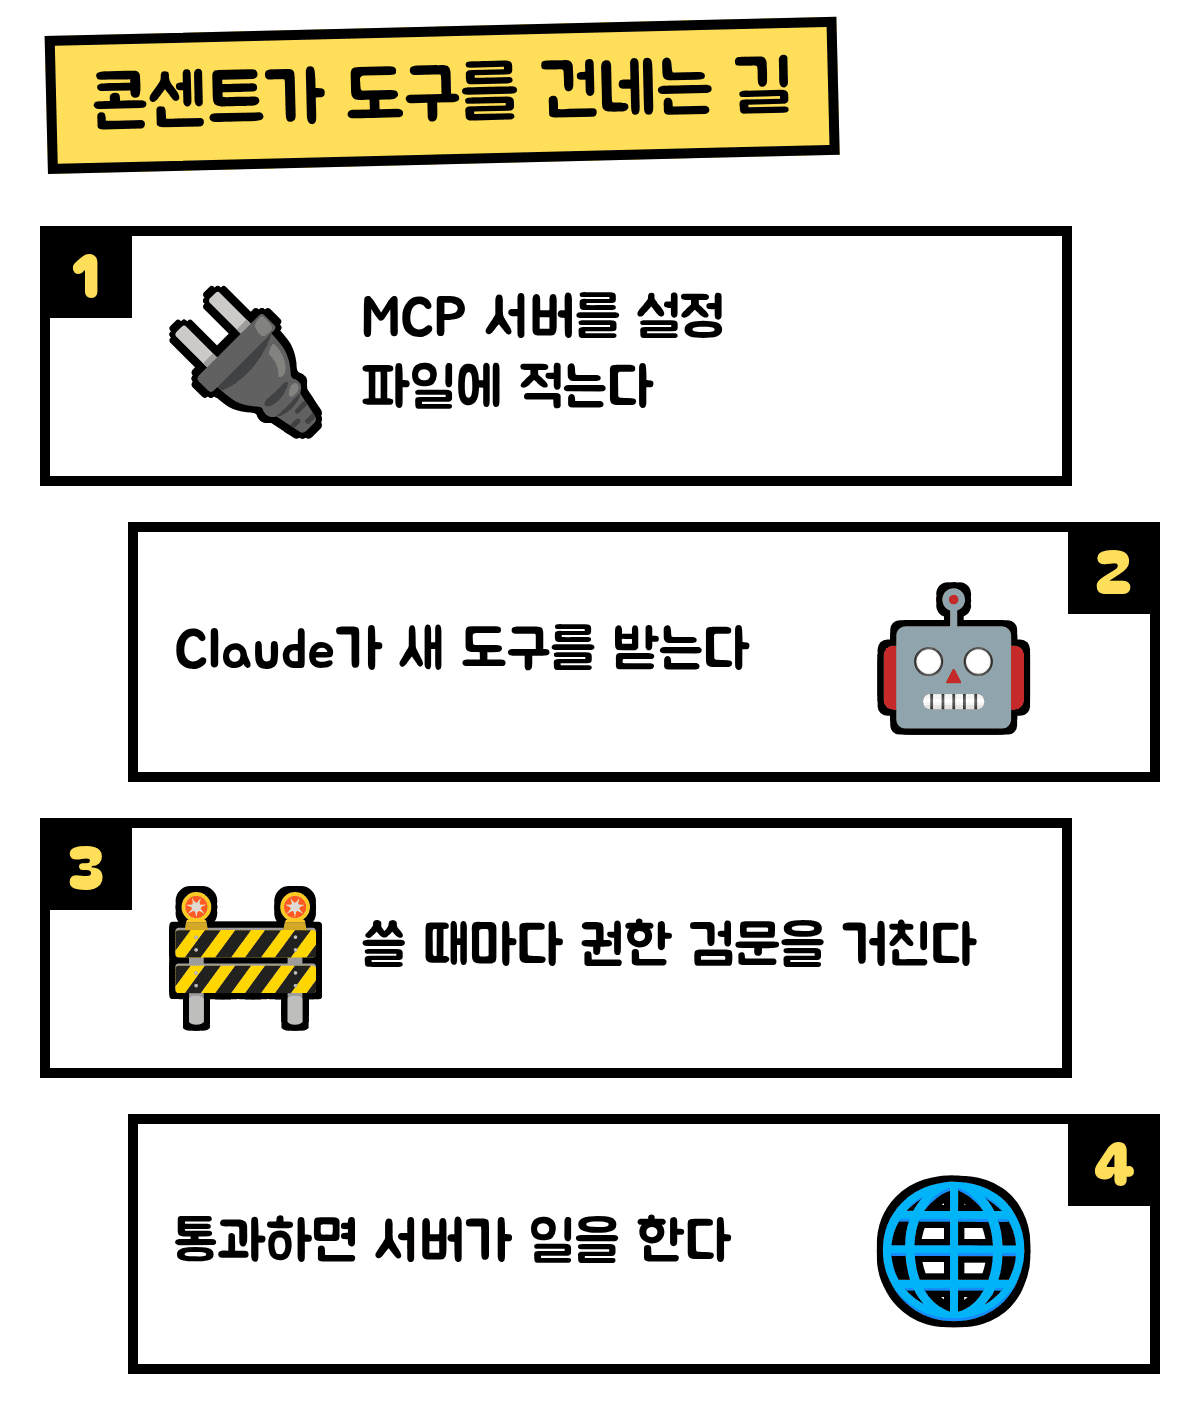 콘센트가 도구를 건네는 길
1
MCP 서버를 설정
파일에 적는다
2
Claude가 새 도구를 받는다
3
쓸 때마다 권한 검문을 거친다
4
통과하면 서버가 일을 한다